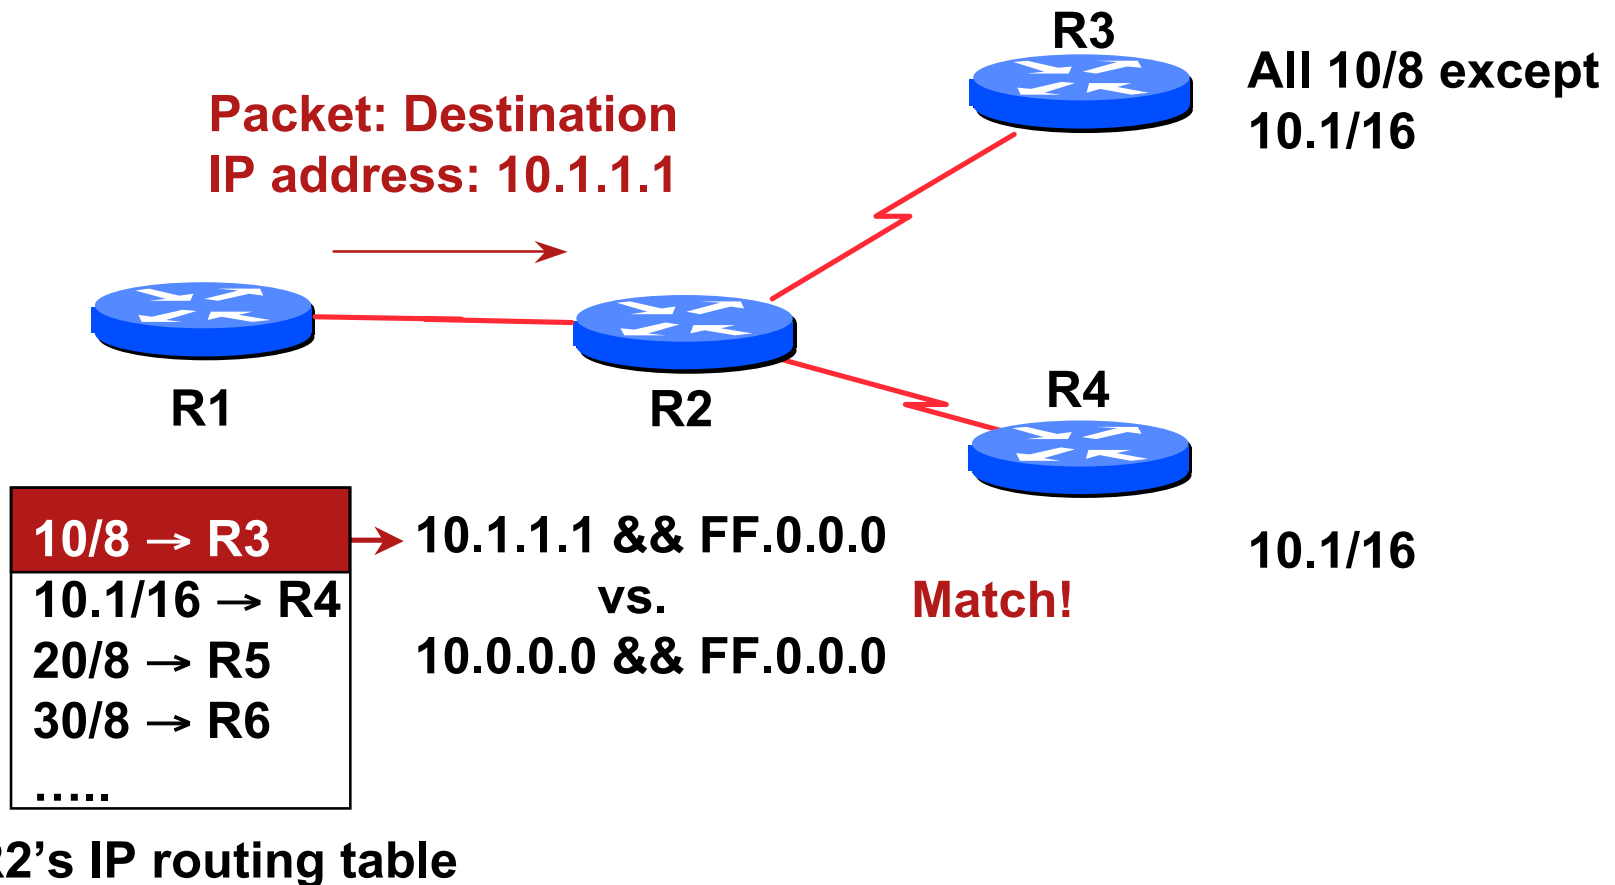 R3
All 10/8 except
10.1/16
Packet: Destination
IP address: 10.1.1.1
R1
R2
R4
10.1/16
10/8 → R3
10.1/16 → R4
20/8 → R5
30/8 → R6
…..
10.1.1.1 && FF.0.0.0
vs.
10.0.0.0 && FF.0.0.0
Match!
R2’s IP routing table